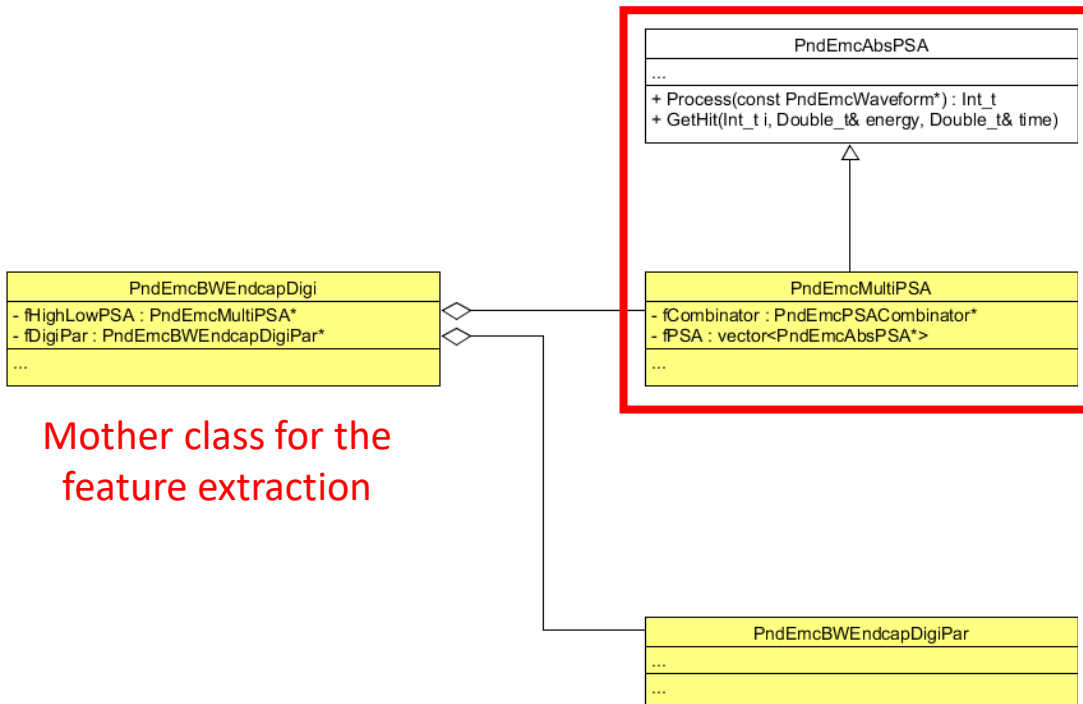 PndEmcAbsPSA
...
+ Process(const PndEmcWaveform*) : Int_t
+ GetHit(Int_t i, Double_t& energy, Double_t& time)
PndEmcBWEndcapDigi
- fHighLowPSA : PndEmcMultiPSA*
- fDigiPar : PndEmcBWEndcapDigiPar*
...
PndEmcMultiPSA
- fCombinator : PndEmcPSACombinator*
- fPSA : vector<PndEmcAbsPSA*>
...
Mother class for the
feature extraction
PndEmcBWEndcapDigiPar
...
...